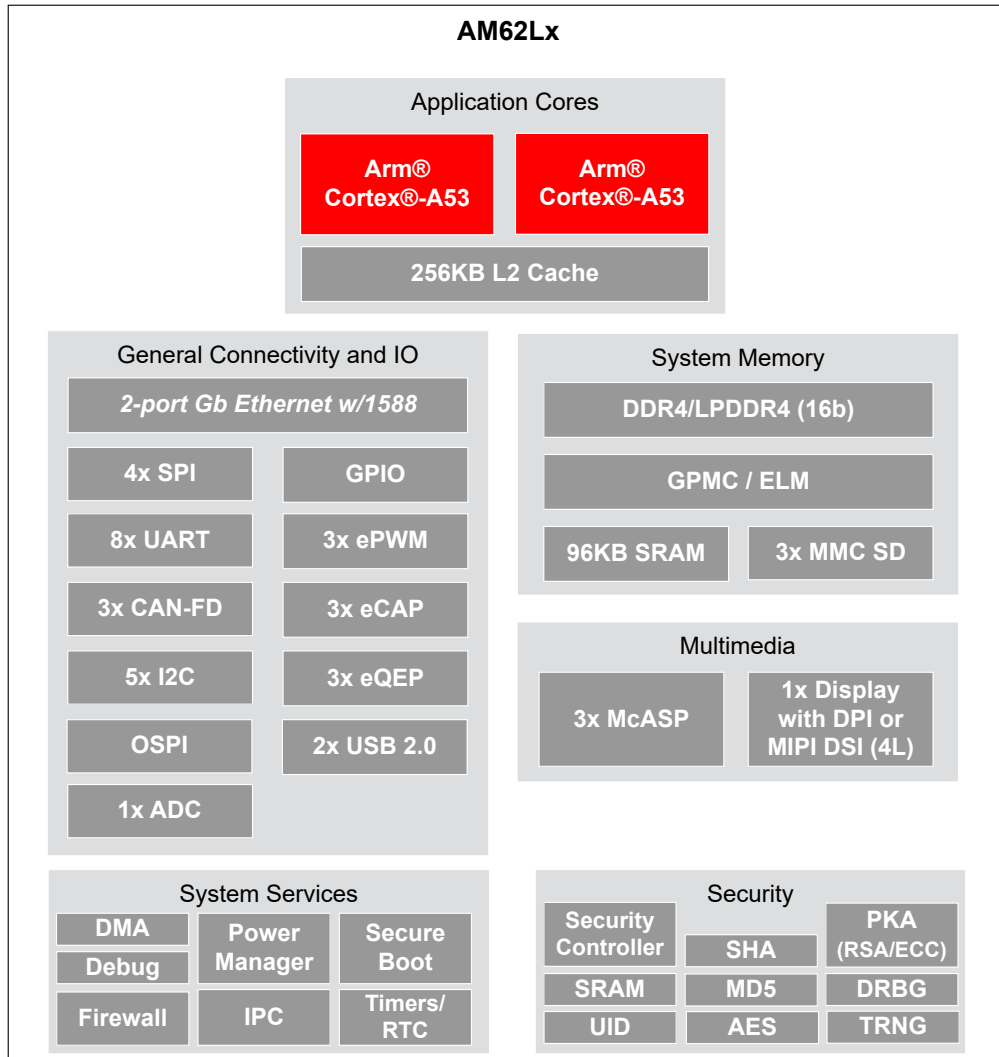 AM62Lx
Application Cores
Arm®
Cortex®-A53
Arm®
Cortex®-A53
256KB L2 Cache
General Connectivity and IO
2-port Gb Ethernet w/1588
4x SPI
GPIO
8x UART
3x ePWM
3x CAN-FD
3x eCAP
5x I2C
3x eQEP
OSPI
2x USB 2.0
1x ADC
System Memory
DDR4/LPDDR4 (16b)
GPMC / ELM
96KB SRAM
3x MMC SD
Multimedia
3x McASP
1x Display
with DPI or
MIPI DSI (4L)
System Services
DMA
Debug
Power
Manager
Secure
Boot
Firewall
IPC
Timers/
RTC
Security
Security
Controller
SHA
PKA
(RSA/ECC)
SRAM
MD5
DRBG
UID
AES
TRNG